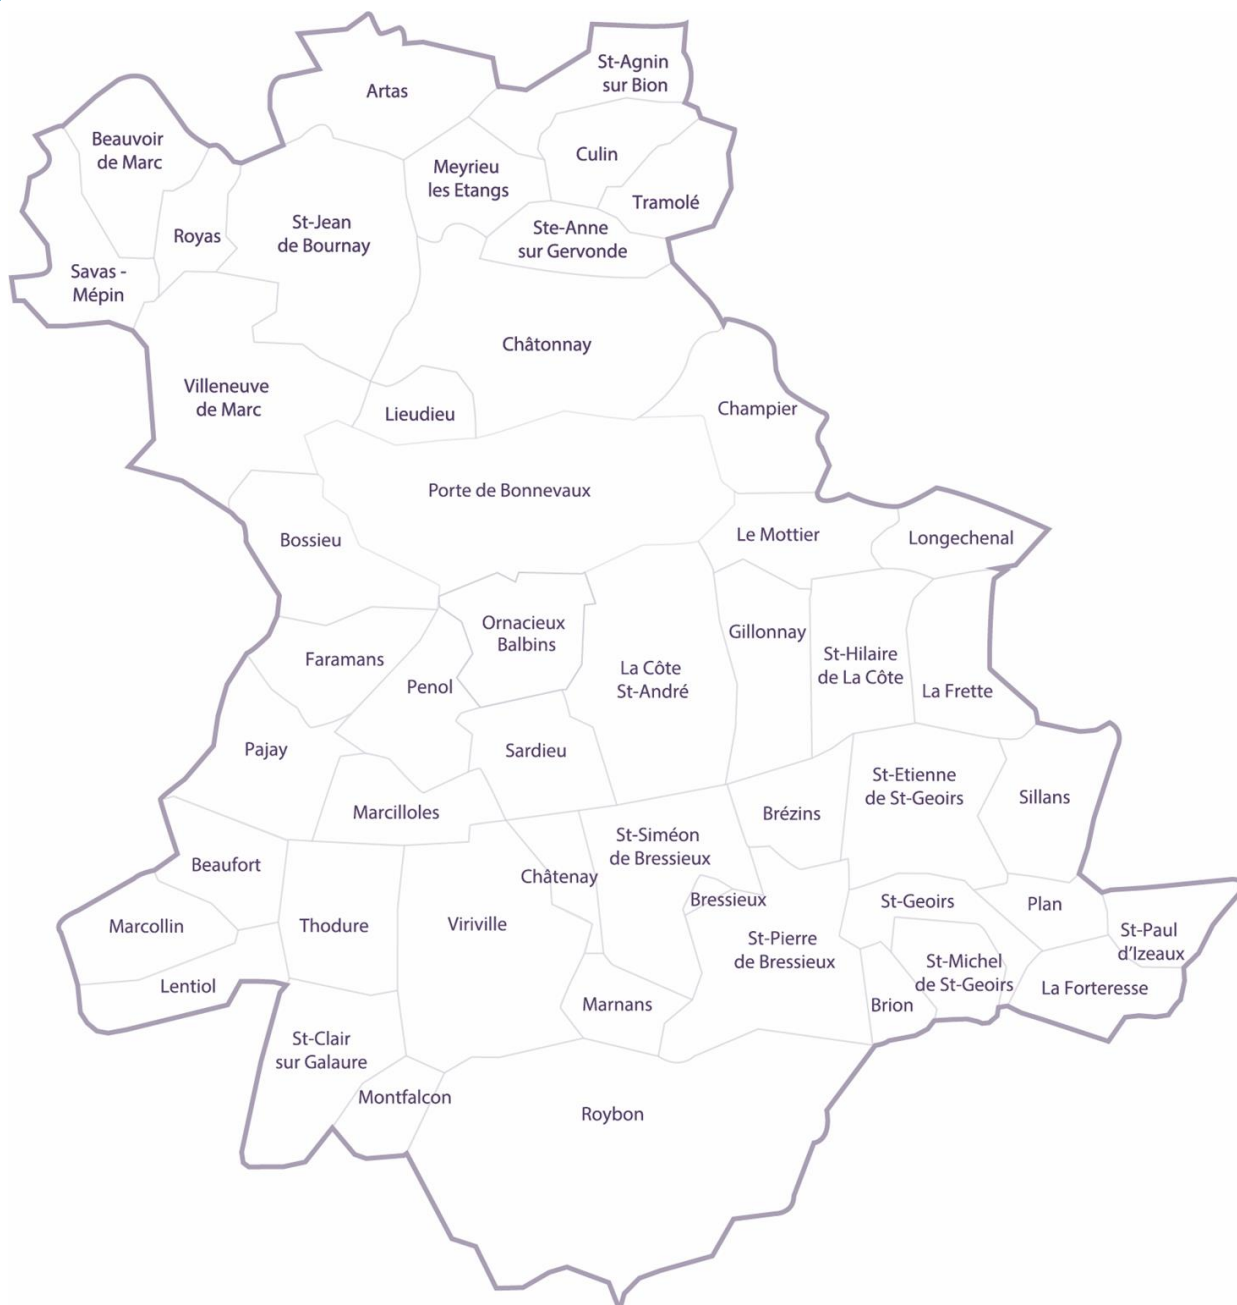 St-Agnin
sur Bion
Artas
Beauvoir
de Marc
Culin
Meyrieu
les Etangs
Tramolé
St-Jean
de Bournay
Royas
Ste-Anne
sur Gervonde
Savas -
Mépin
Châtonnay
Villeneuve
de Marc
Lieudieu
Champier
Porte de Bonnevaux
Bossieu
Le Mottier
Longechenal
Ornacieux
Balbins
Gillonnay
Faramans
Penol
La Côte
St-André
St-Hilaire
de La Côte
La Frette
Pajay
Sardieu
St-Etienne
de St-Geoirs
Sillans
Marcilloles
Brézins
St-Siméon
de Bressieux
Beaufort
Châtenay
Bressieux
St-Geoirs
Plan
Marcollin
Thodure
Viriville
St-Pierre
de Bressieux
St-Paul
d'Izeaux
St-Michel
de St-Geoirs
Lentiol
La Forteresse
Marnans
Brion
St-Clair
sur Galaure
Montfalcon
Roybon